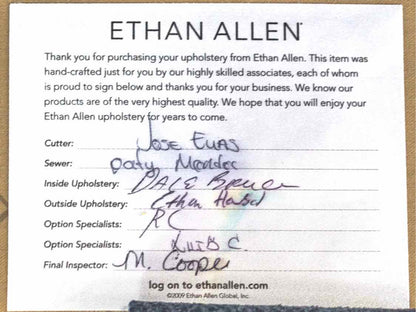 ETHAN ALLEN®
Thank you for purchasing your upholstery from Ethan Allen. This item was
hand-crafted just for you by our highly skilled associates, each of whom
is proud to sign below and thanks you for your business. We know our
products are of the very highest quality. We hope that you will enjoy your
Ethan Allen upholstery for years to come.
Cutter: Jose Elias
Sewer:
Inside Upholstery: Dale
Outside Upholstery: Ethan
Option Specialists: RC
Option Specialists: Luis C.
Final Inspector: M. Cooper
log on to ethanallen.com
©2009 Ethan Allen Global, Inc.